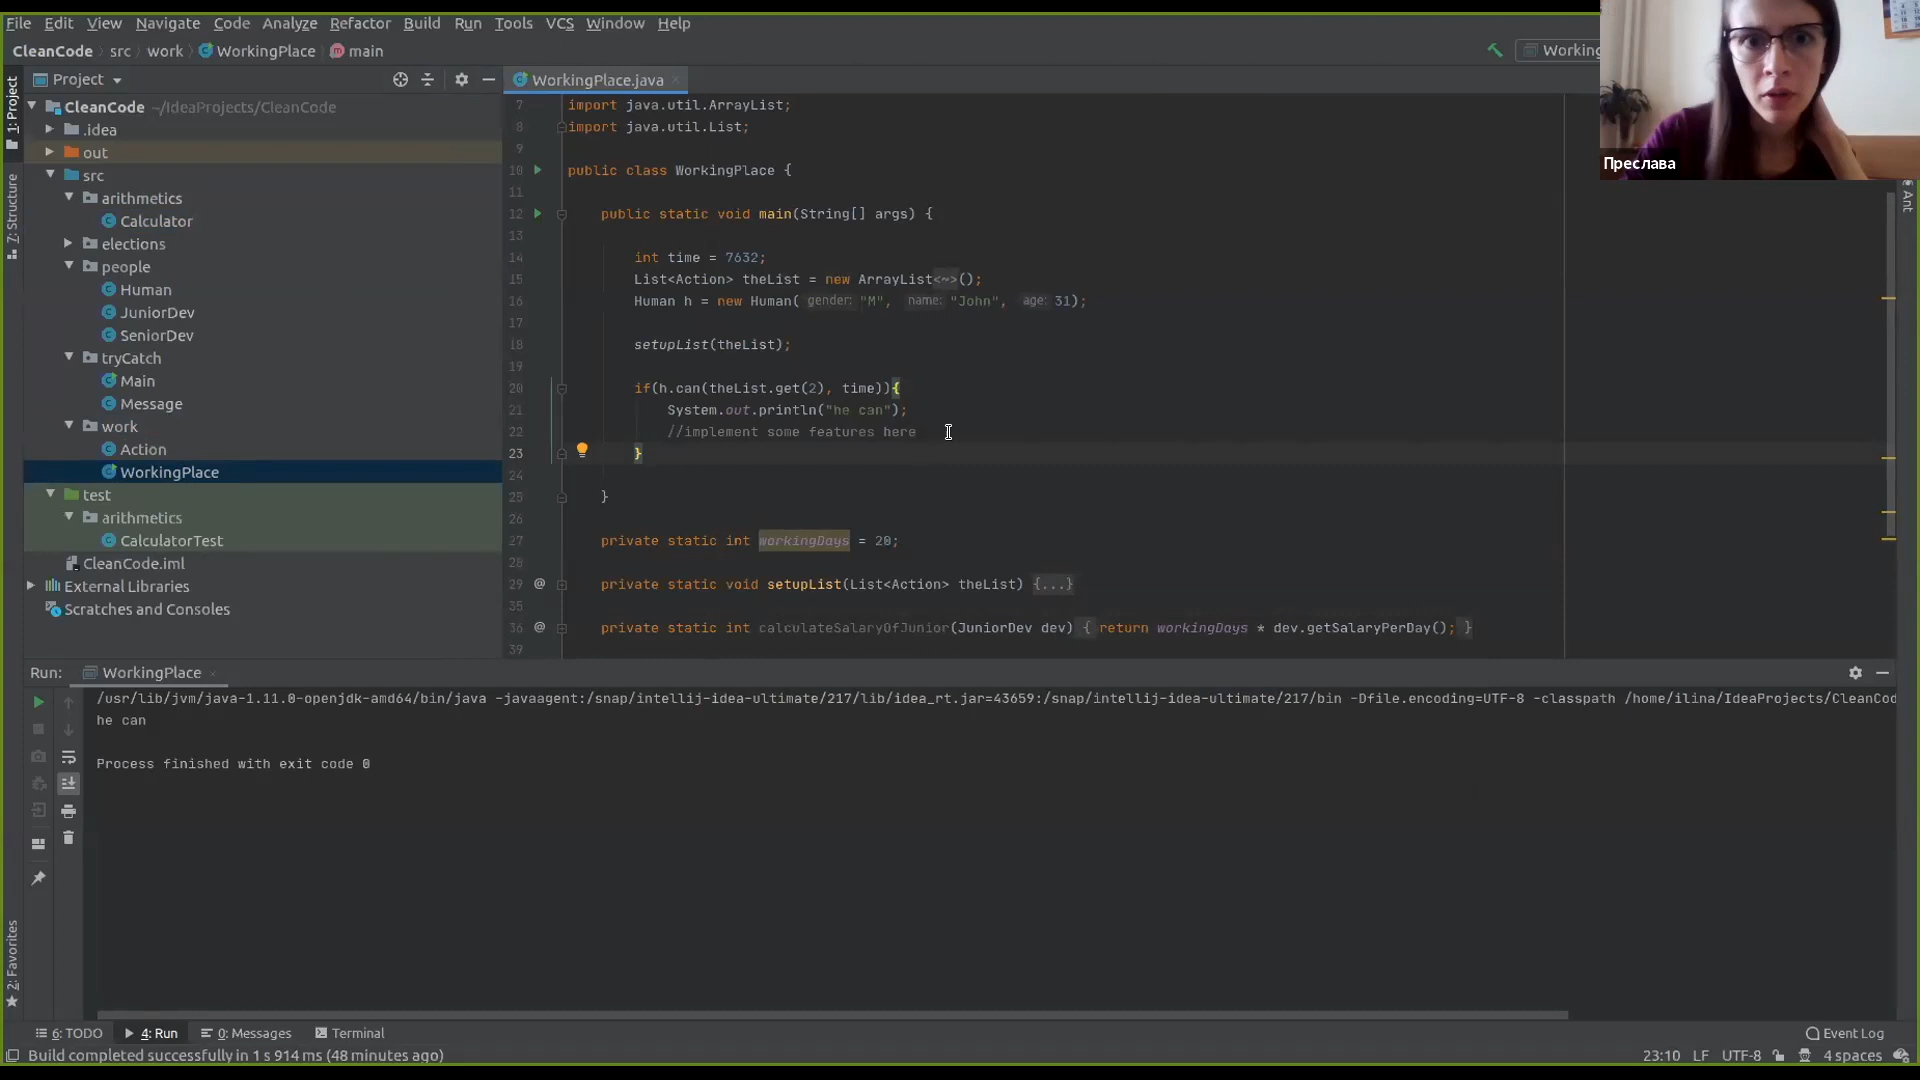 File Edit View Navigate Code Analyze Refactor Build Run Tools VCS Window Help
CleanCode src work WorkingPlace main
Working
Преслава
1: Project
7: Structure
2: Favorites
Ant
Project
CleanCode ~/IdeaProjects/CleanCode
.idea
out
src
arithmetics
Calculator
elections
people
Human
JuniorDev
SeniorDev
tryCatch
Main
Message
work
Action
WorkingPlace
test
arithmetics
CalculatorTest
CleanCode.iml
External Libraries
Scratches and Consoles
WorkingPlace.java
7 import java.util.ArrayList;
8 import java.util.List;
9
10 public class WorkingPlace {
11
12 public static void main(String[] args) {
13
14 int time = 7632;
15 List<Action> theList = new ArrayList<~>();
16 Human h = new Human( gender: "M", name: "John", age: 31);
17
18 setupList(theList);
19
20 if(h.can(theList.get(2), time)){
21 System.out.println("he can");
22 //implement some features here
23 }
24
25 }
26
27 private static int workingDays = 20;
28
29 @ private static void setupList(List<Action> theList) {...}
35
36 @ private static int calculateSalaryOfJunior(JuniorDev dev) { return workingDays * dev.getSalaryPerDay(); }
39
Run: WorkingPlace
/usr/lib/jvm/java-1.11.0-openjdk-amd64/bin/java -javaagent:/snap/intellij-idea-ultimate/217/lib/idea_rt.jar=43659:/snap/intellij-idea-ultimate/217/bin -Dfile.encoding=UTF-8 -classpath /home/ilina/IdeaProjects/CleanCod
he can
Process finished with exit code 0
6: TODO 4: Run 0: Messages Terminal Event Log
Build completed successfully in 1 s 914 ms (48 minutes ago) 23:10 LF UTF-8 4 spaces